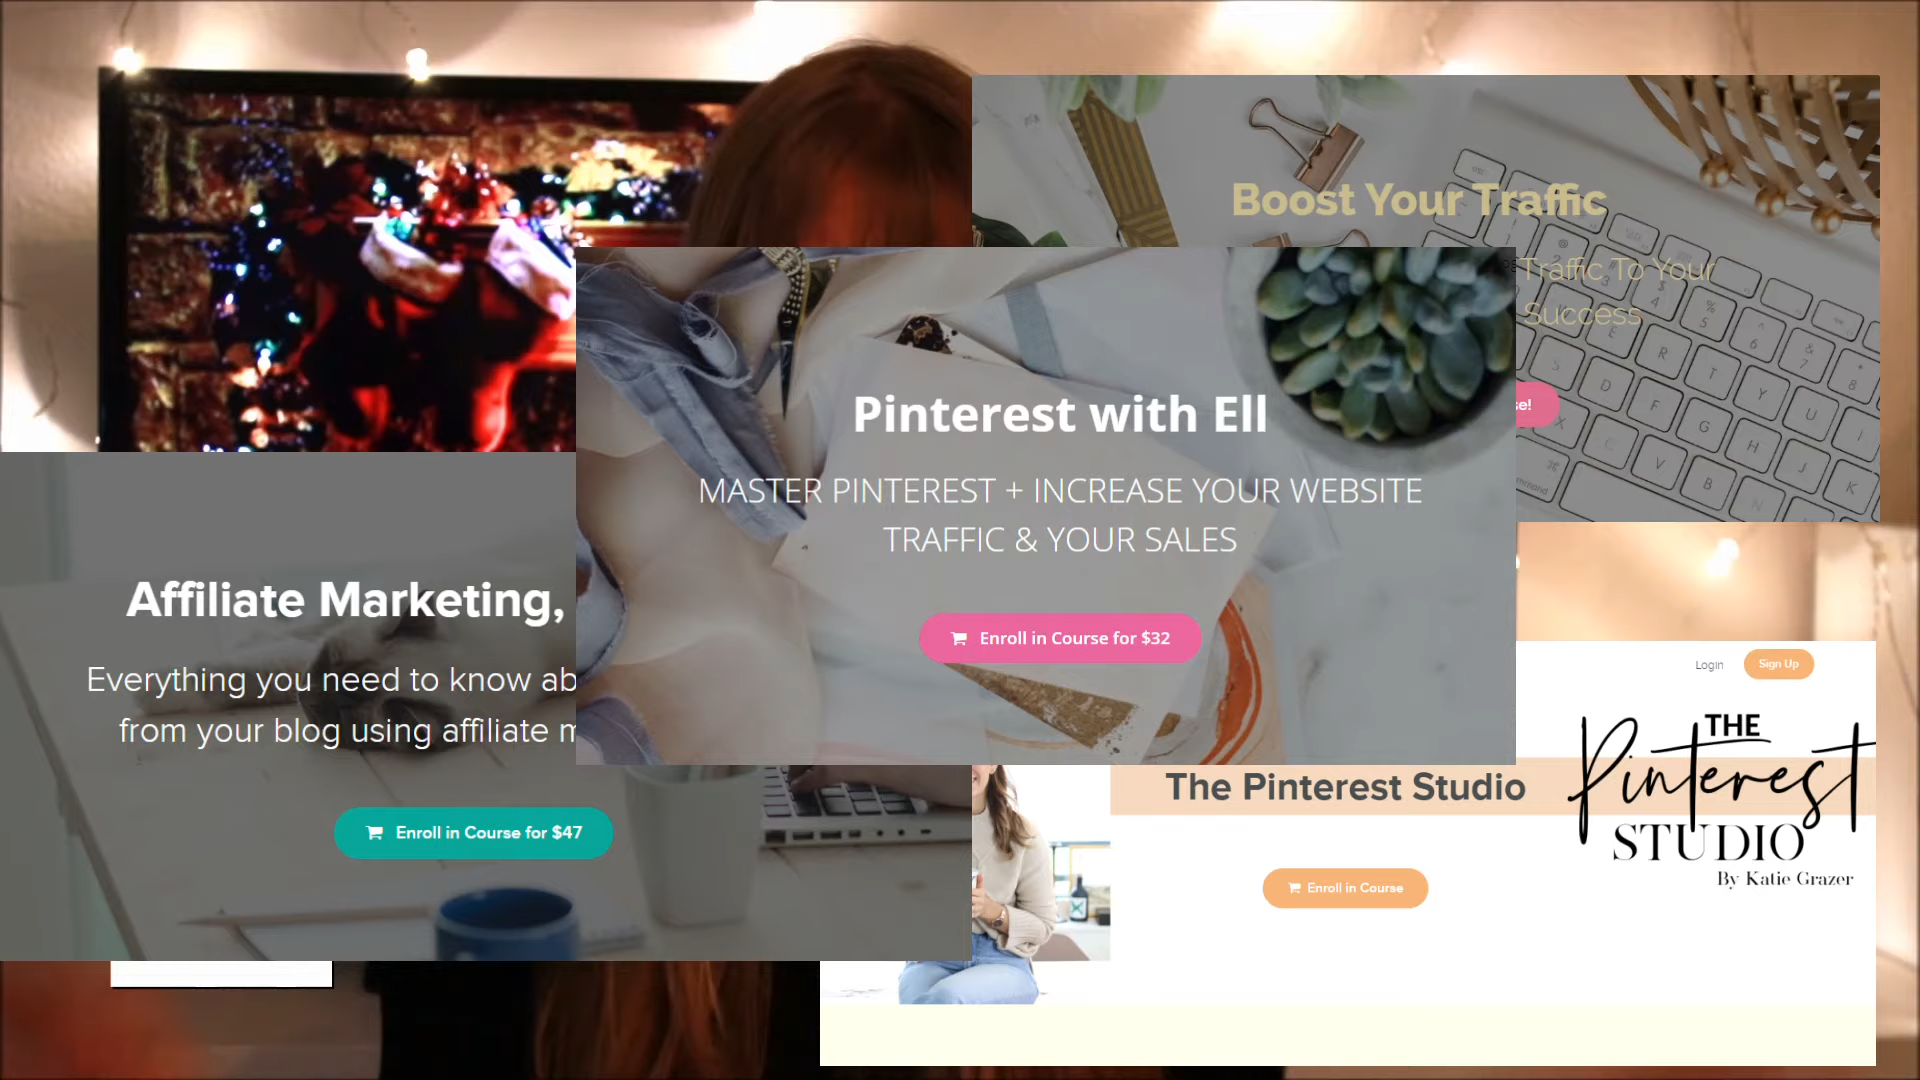 Boost Your Traffic
Traffic To Your
Success
se!
Pinterest with Ell
MASTER PINTEREST + INCREASE YOUR WEBSITE
TRAFFIC & YOUR SALES
Enroll in Course for $32
Affiliate Marketing,
Everything you need to know ab
from your blog using affiliate m
Enroll in Course for $47
Login
Sign Up
The Pinterest Studio
Enroll in Course
THE
Pinterest
STUDIO
By Katie Grazer